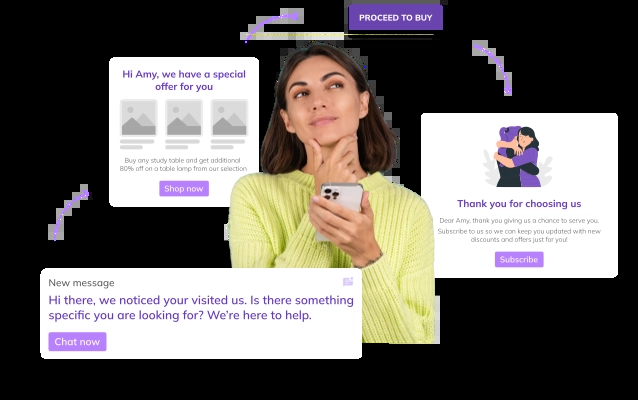 PROCEED TO BUY
Hi Amy, we have a special
offer for you
Buy any study table and get additional
80% off on a table lamp from our selection
Shop now
Thank you for choosing us
Dear Amy, thank you giving us a chance to serve you.
Subscribe to us so we can keep you updated with new
discounts and offers just for you!
Subscribe
New message
Hi there, we noticed your visited us. Is there something
specific you are looking for? We're here to help.
Chat now